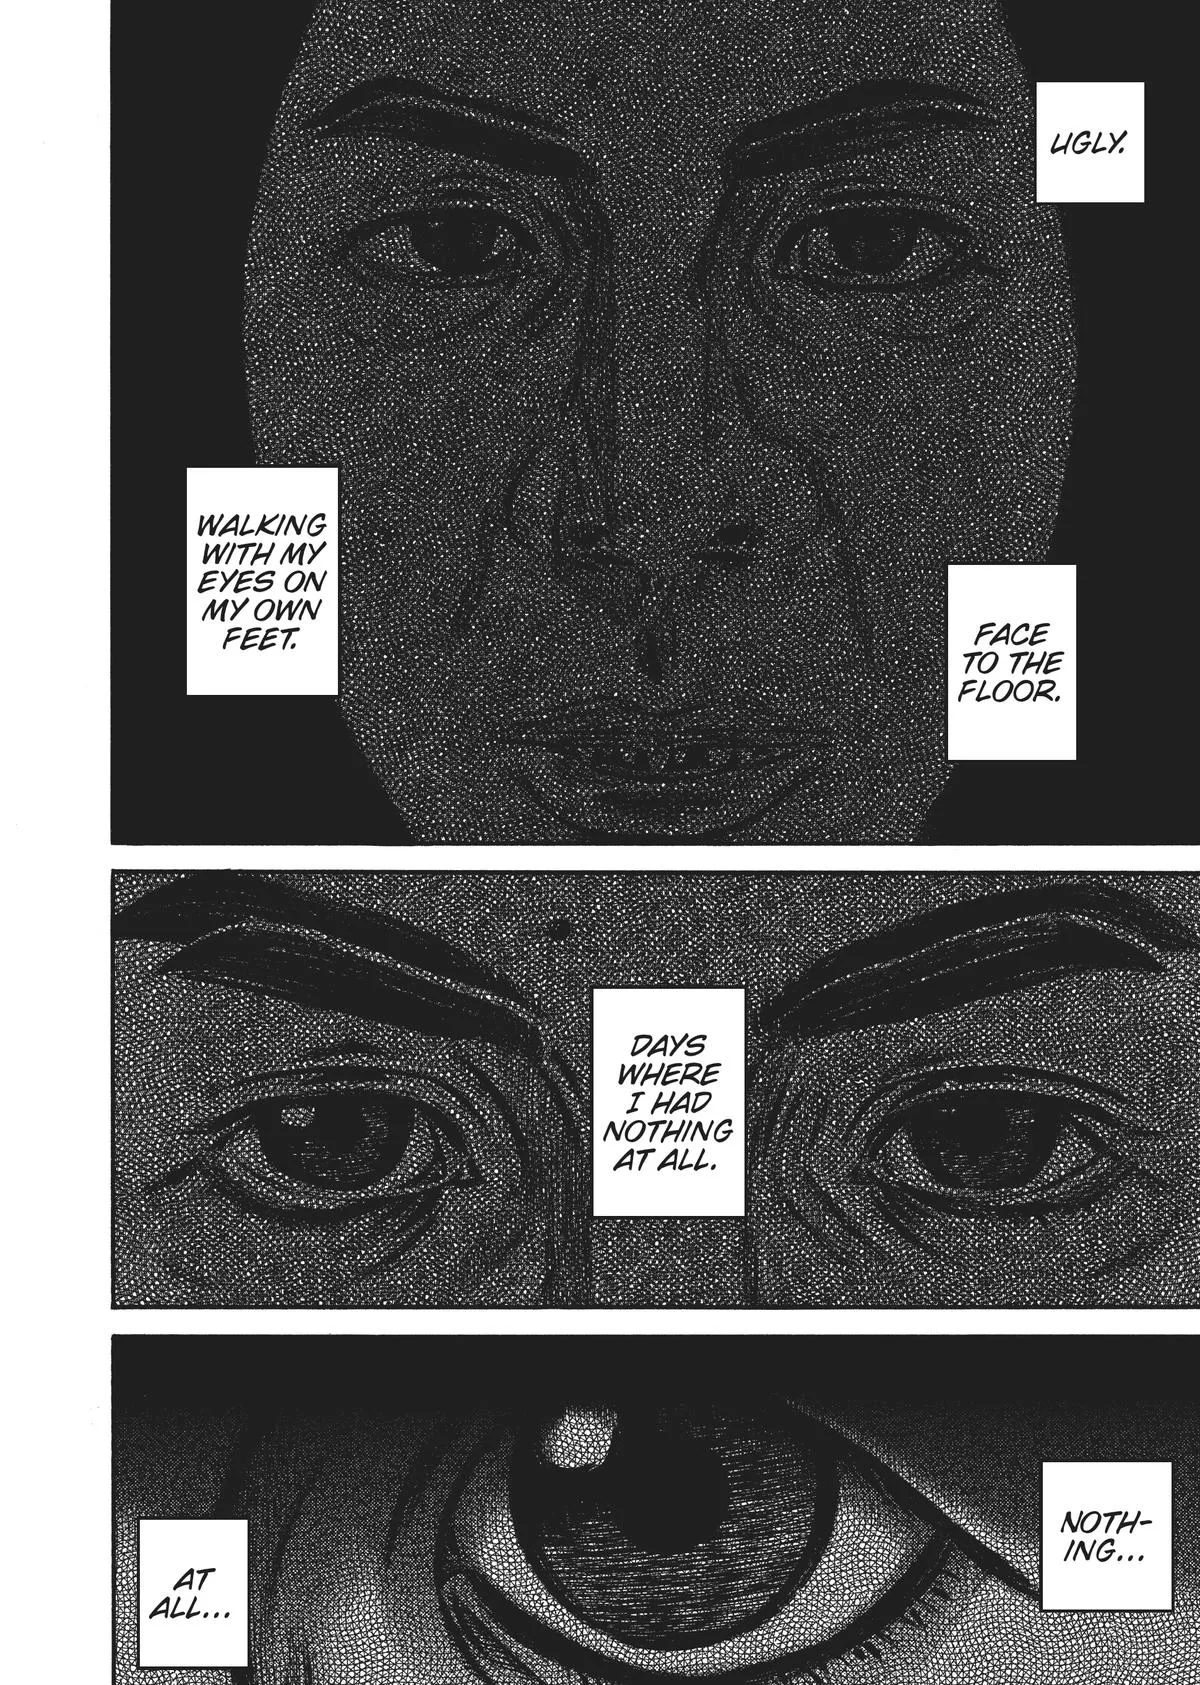 UGLY.
FACE
TO THE
FLOOR.
WALKING
WITH MY
EYES ON
MY OWN
FEET.
DAYS
WHERE
I HAD
NOTHING
AT ALL.
NOTH-
ING...
AT
ALL...